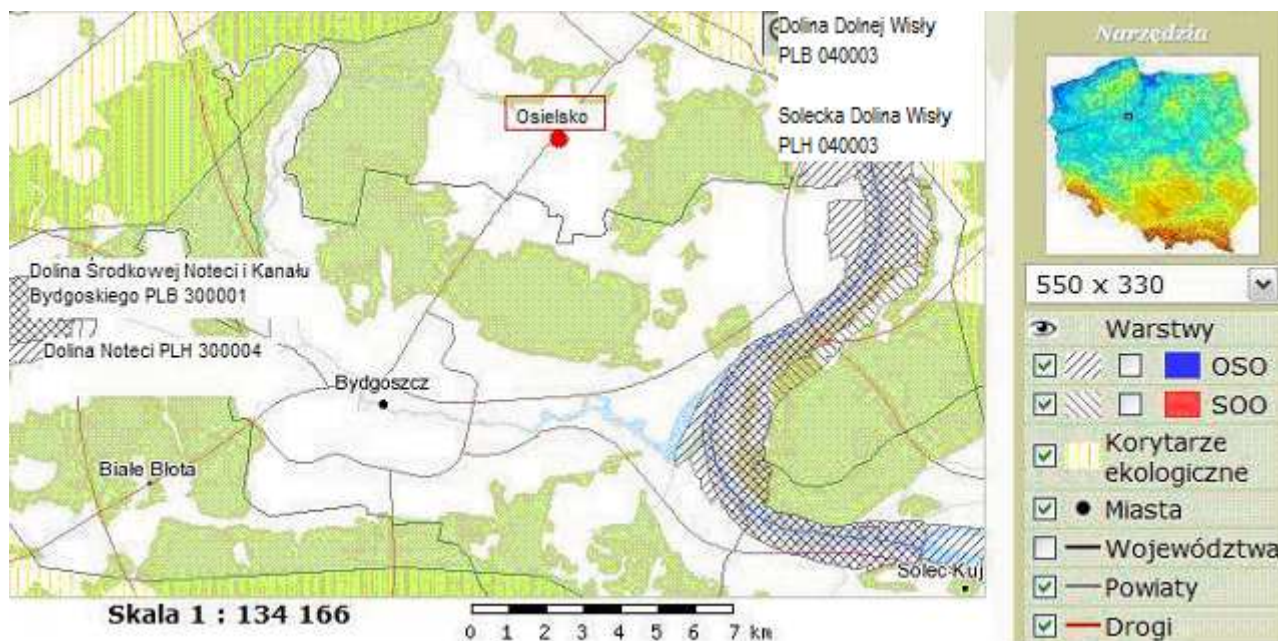 Dolina Dolnej Wisły
PLB 040003
Solecka Dolina Wisły
PLH 040003
Osielsko
Dolina Środkowej Noteci i Kanału
Bydgoskiego PLB 300001
Dolina Noteci PLH 300004
Bydgoszcz
Białe Błota
Solec Kuj
Skala 1 : 134 166
0 1 2 3 4 5 6 7 km
Narzędzia
550 x 330
Warstwy
OSO
SOO
Korytarze
ekologiczne
Miasta
Województwa
Powiaty
Drogi